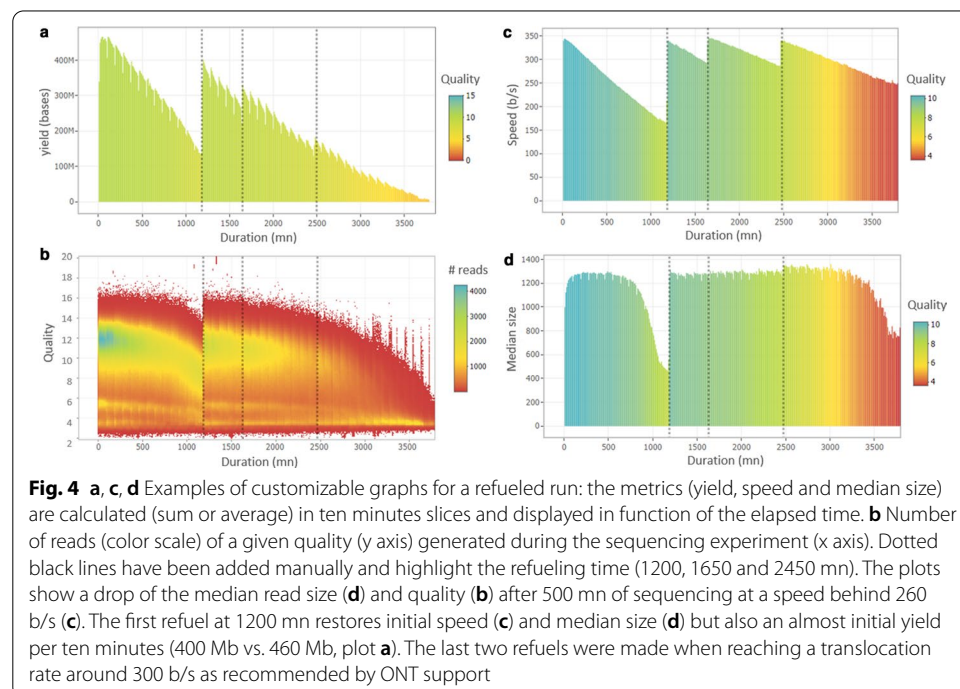 a
400M
300M
200M
100M
0
yield (bases)
0 500 1000 1500 2000 2500 3000 3500
Duration (mn)
Quality
15
10
5
0
c
350
300
250
200
150
100
50
0
Speed (b/s)
0 500 1000 1500 2000 2500 3000 3500
Duration (mn)
Quality
10
8
6
4
b
20
18
16
14
12
10
8
6
4
2
Quality
0 500 1000 1500 2000 2500 3000 3500
Duration (mn)
# reads
4000
3000
2000
1000
d
1400
1200
1000
800
600
400
200
0
Median size
0 500 1000 1500 2000 2500 3000 3500
Duration (mn)
Quality
10
8
6
4
Fig. 4 a, c, d Examples of customizable graphs for a refueled run: the metrics (yield, speed and median size)
are calculated (sum or average) in ten minutes slices and displayed in function of the elapsed time. b Number
of reads (color scale) of a given quality (y axis) generated during the sequencing experiment (x axis). Dotted
black lines have been added manually and highlight the refueling time (1200, 1650 and 2450 mn). The plots
show a drop of the median read size (d) and quality (b) after 500 mn of sequencing at a speed behind 260
b/s (c). The first refuel at 1200 mn restores initial speed (c) and median size (d) but also an almost initial yield
per ten minutes (400 Mb vs. 460 Mb, plot a). The last two refuels were made when reaching a translocation
rate around 300 b/s as recommended by ONT support